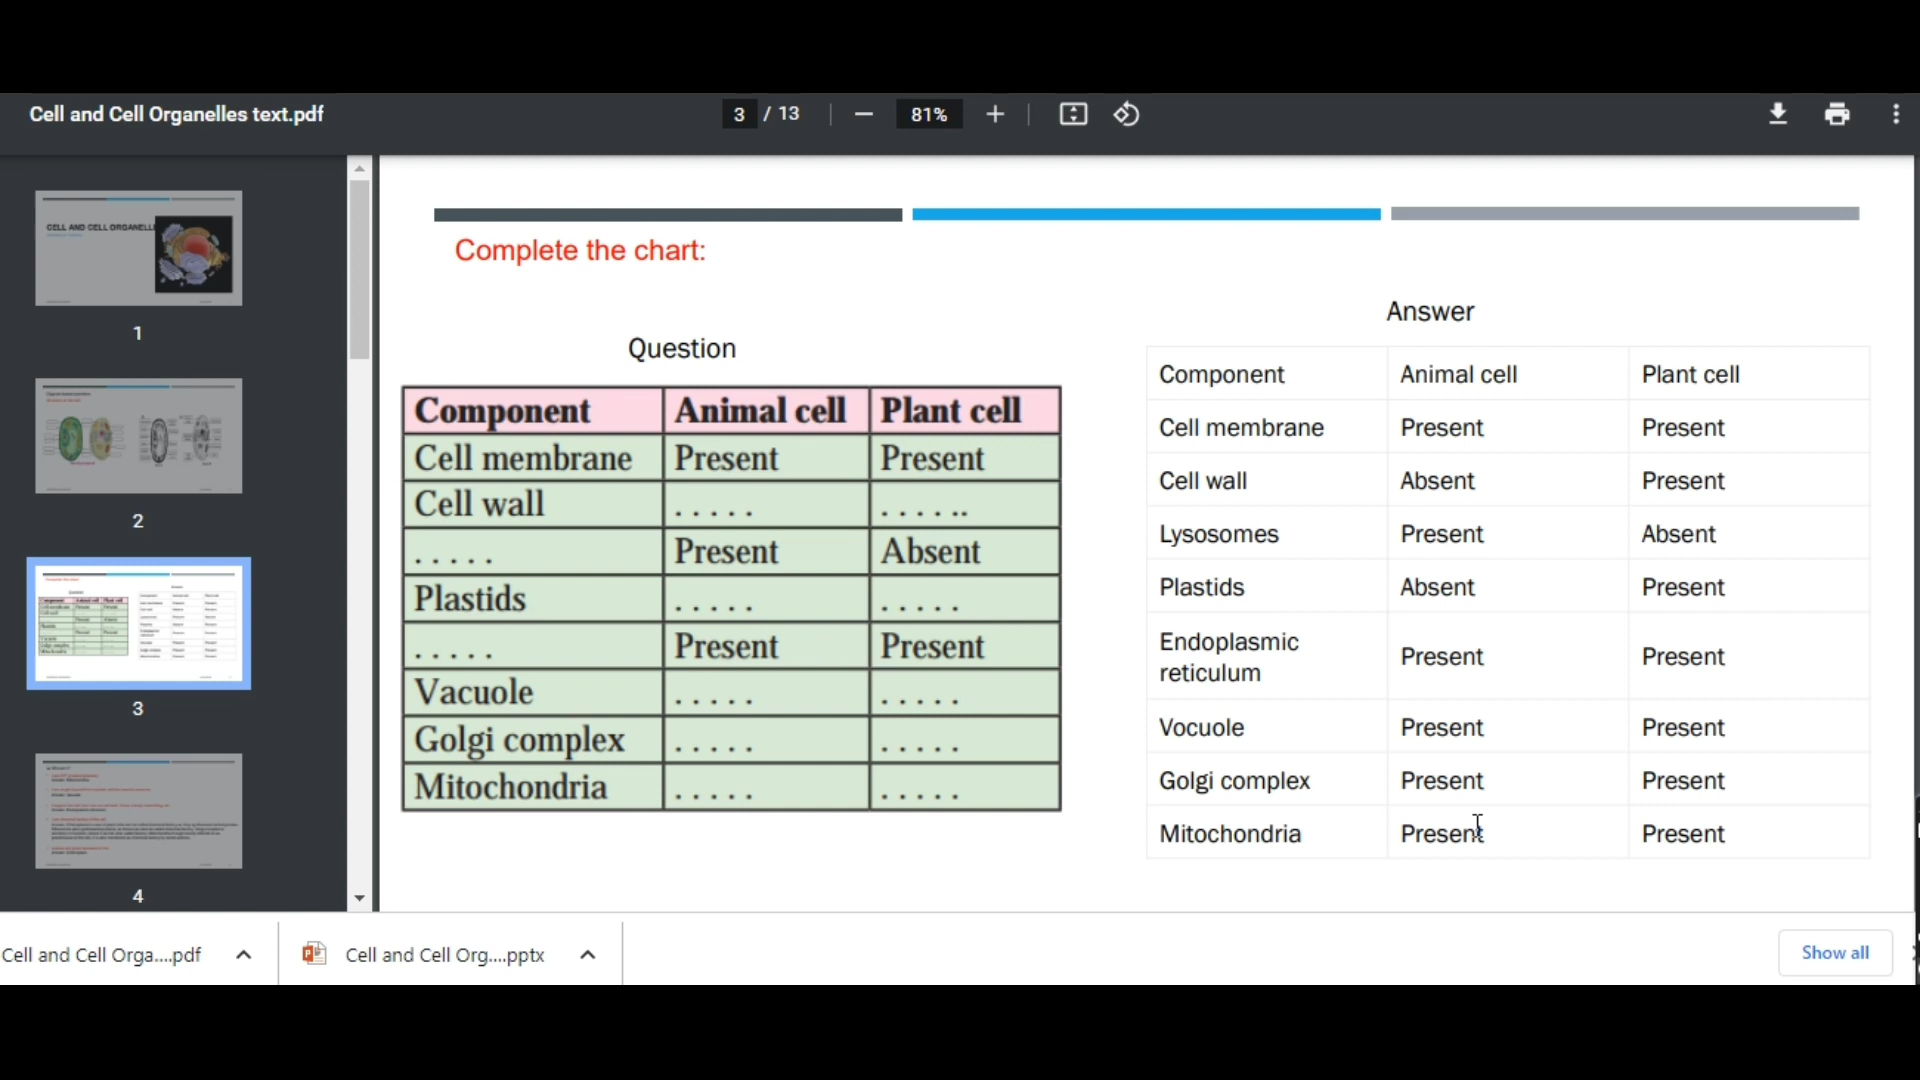 Cell and Cell Organelles text.pdf
3 / 13
81%
CELL AND CELL ORGANELL
1
2
3
4
Complete the chart:
Question
Component Animal cell Plant cell
Cell membrane Present Present
Cell wall ..... ......
..... Present Absent
Plastids ..... .....
..... Present Present
Vacuole ..... .....
Golgi complex ..... .....
Mitochondria ..... .....
Answer
Component Animal cell Plant cell
Cell membrane Present Present
Cell wall Absent Present
Lysosomes Present Absent
Plastids Absent Present
Endoplasmic
reticulum Present Present
Vocuole Present Present
Golgi complex Present Present
Mitochondria Present Present
Cell and Cell Orga....pdf
Cell and Cell Org....pptx
Show all